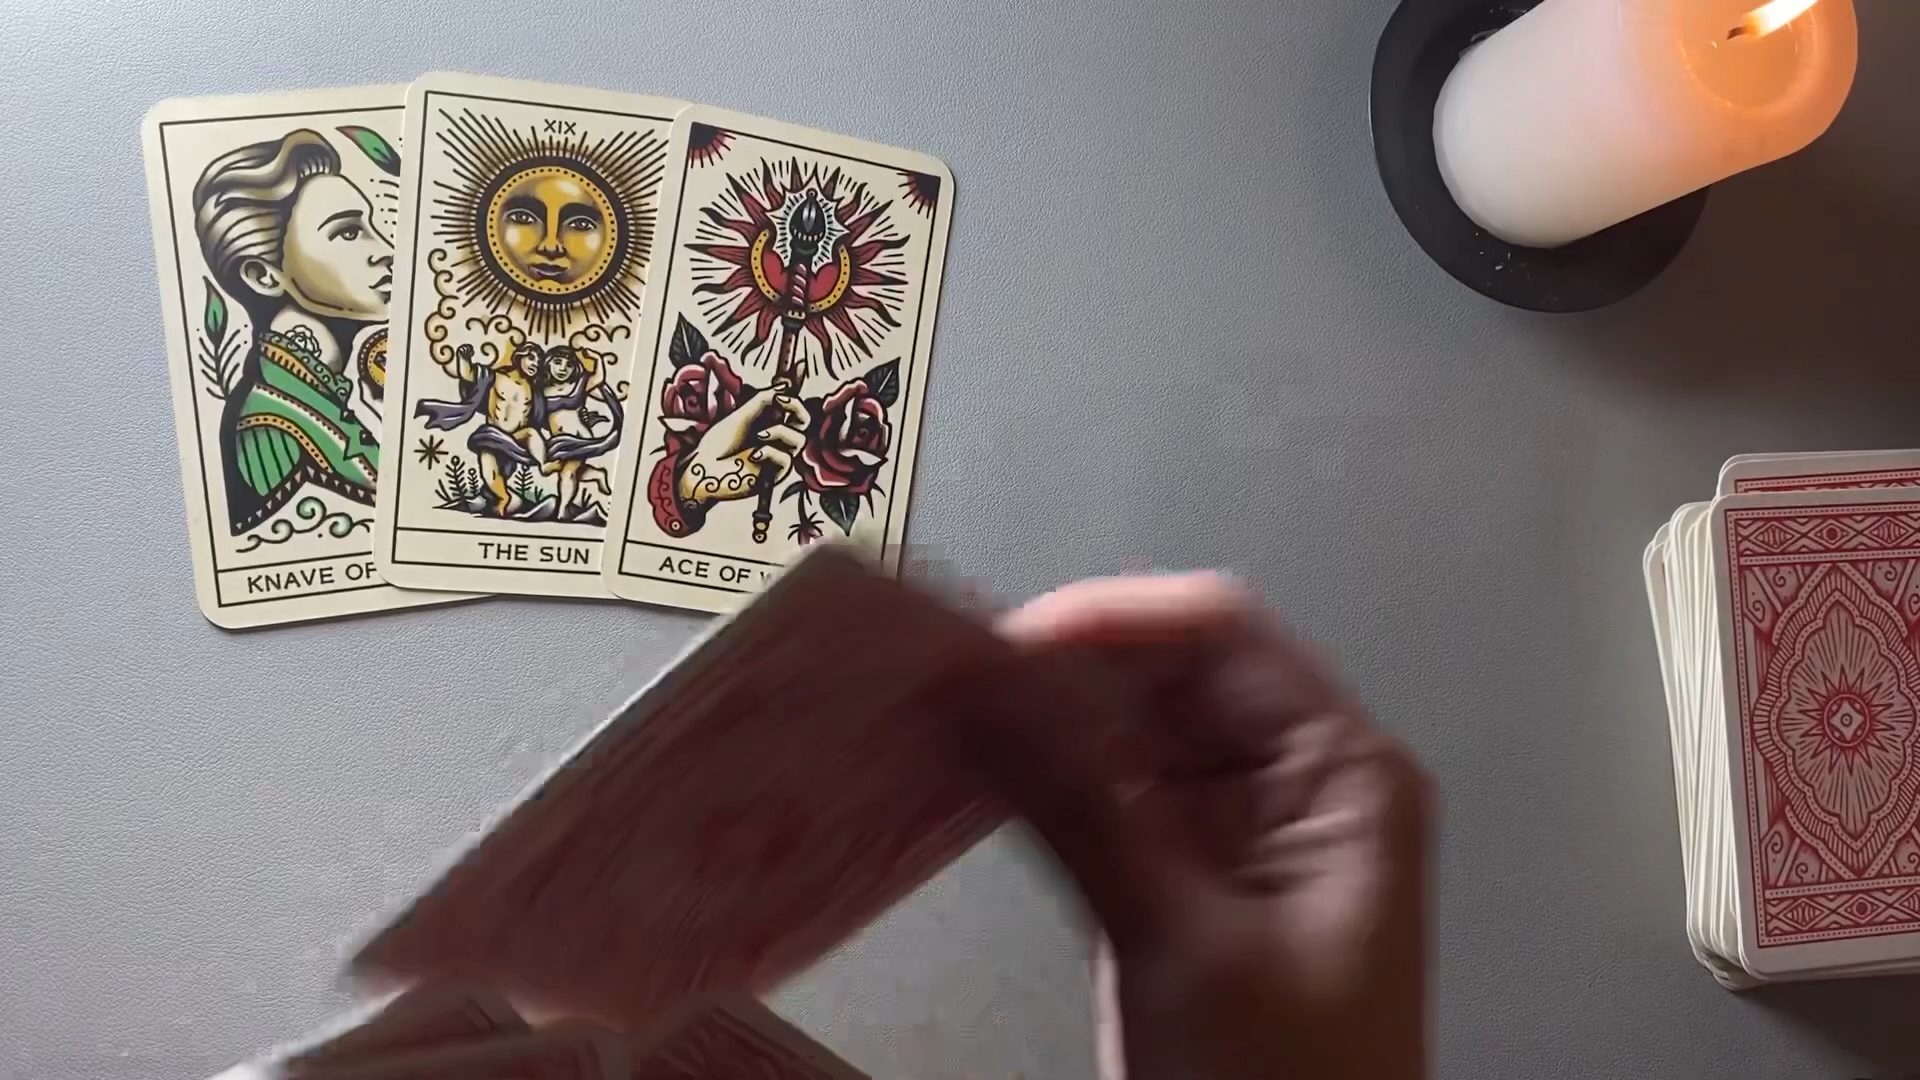 KNAVE OF
XIX
THE SUN
ACE OF